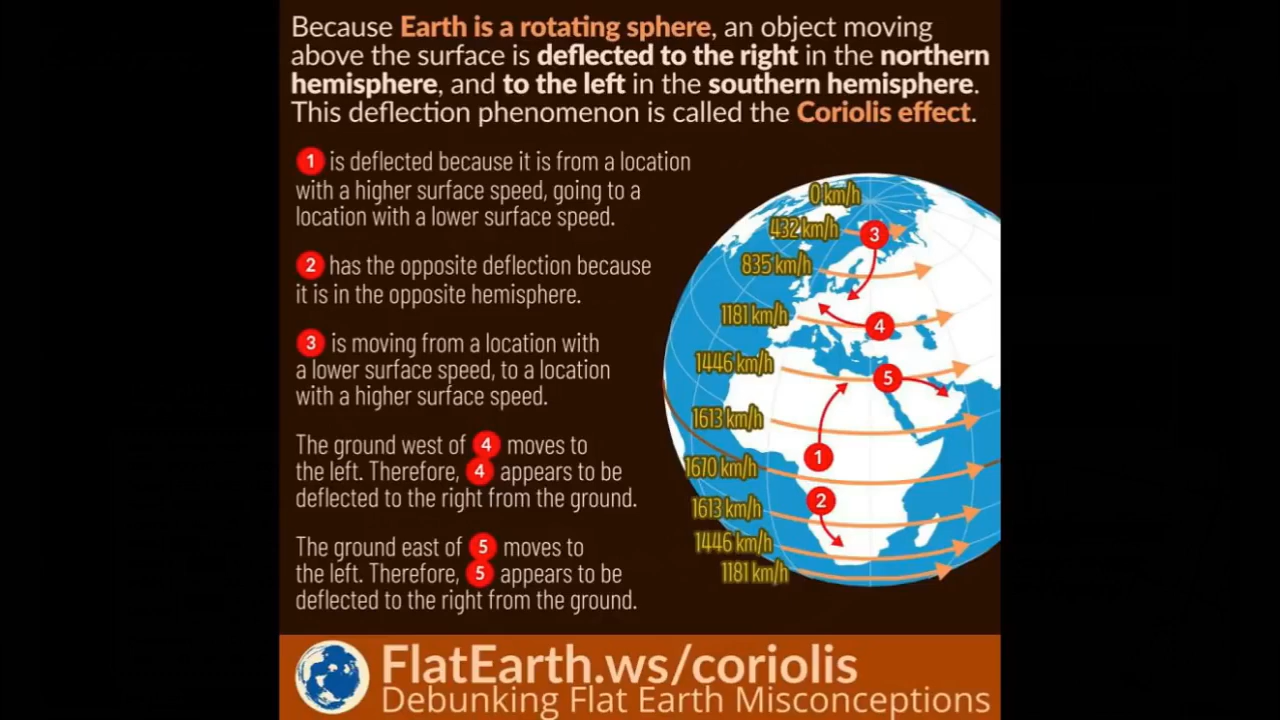 Because Earth is a rotating sphere, an object moving
above the surface is deflected to the right in the northern
hemisphere, and to the left in the southern hemisphere.
This deflection phenomenon is called the Coriolis effect.
1 is deflected because it is from a location
with a higher surface speed, going to a
location with a lower surface speed.
2 has the opposite deflection because
it is in the opposite hemisphere.
3 is moving from a location with
a lower surface speed, to a location
with a higher surface speed.
The ground west of 4 moves to
the left. Therefore, 4 appears to be
deflected to the right from the ground.
The ground east of 5 moves to
the left. Therefore, 5 appears to be
deflected to the right from the ground.
0 km/h
432 km/h
3
835 km/h
1181 km/h
4
1446 km/h
5
1613 km/h
1
1670 km/h
2
1613 km/h
1446 km/h
1181 km/h
FlatEarth.ws/coriolis
Debunking Flat Earth Misconceptions